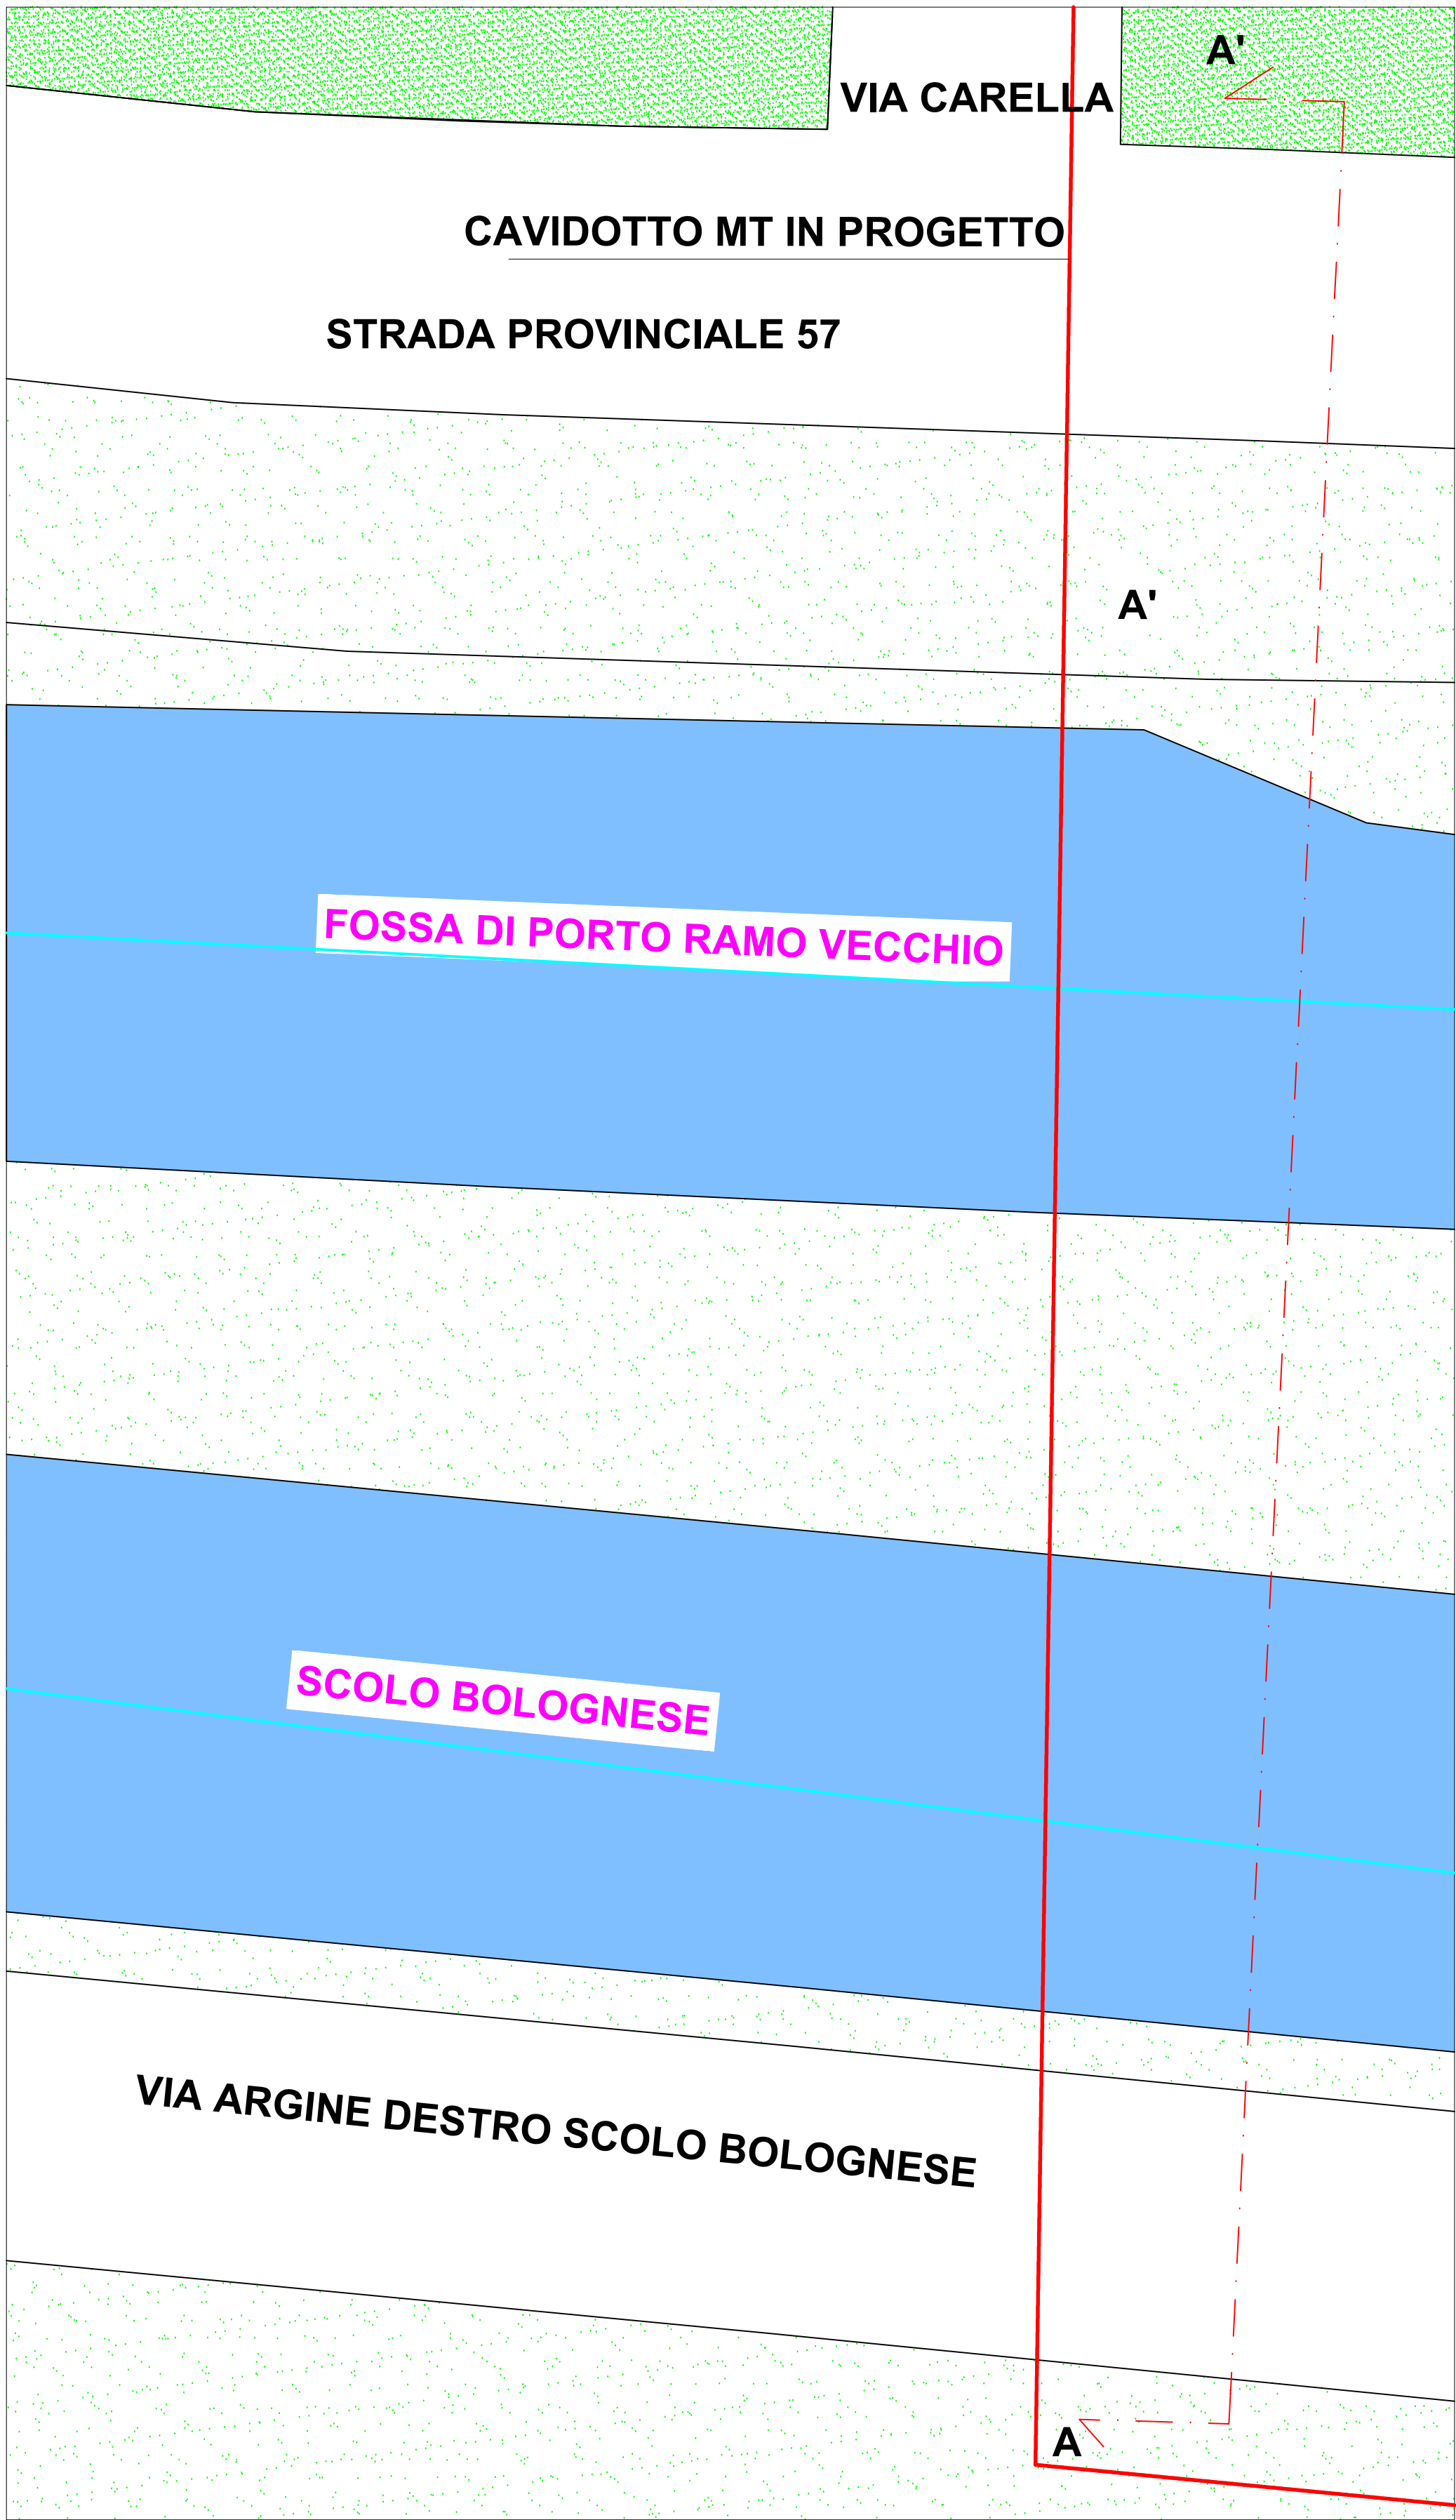 A'
VIA CARELLA
CAVIDOTTO MT IN PROGETTO
STRADA PROVINCIALE 57
A'
FOSSA DI PORTO RAMO VECCHIO
SCOLO BOLOGNESE
VIA ARGINE DESTRO SCOLO BOLOGNESE
A